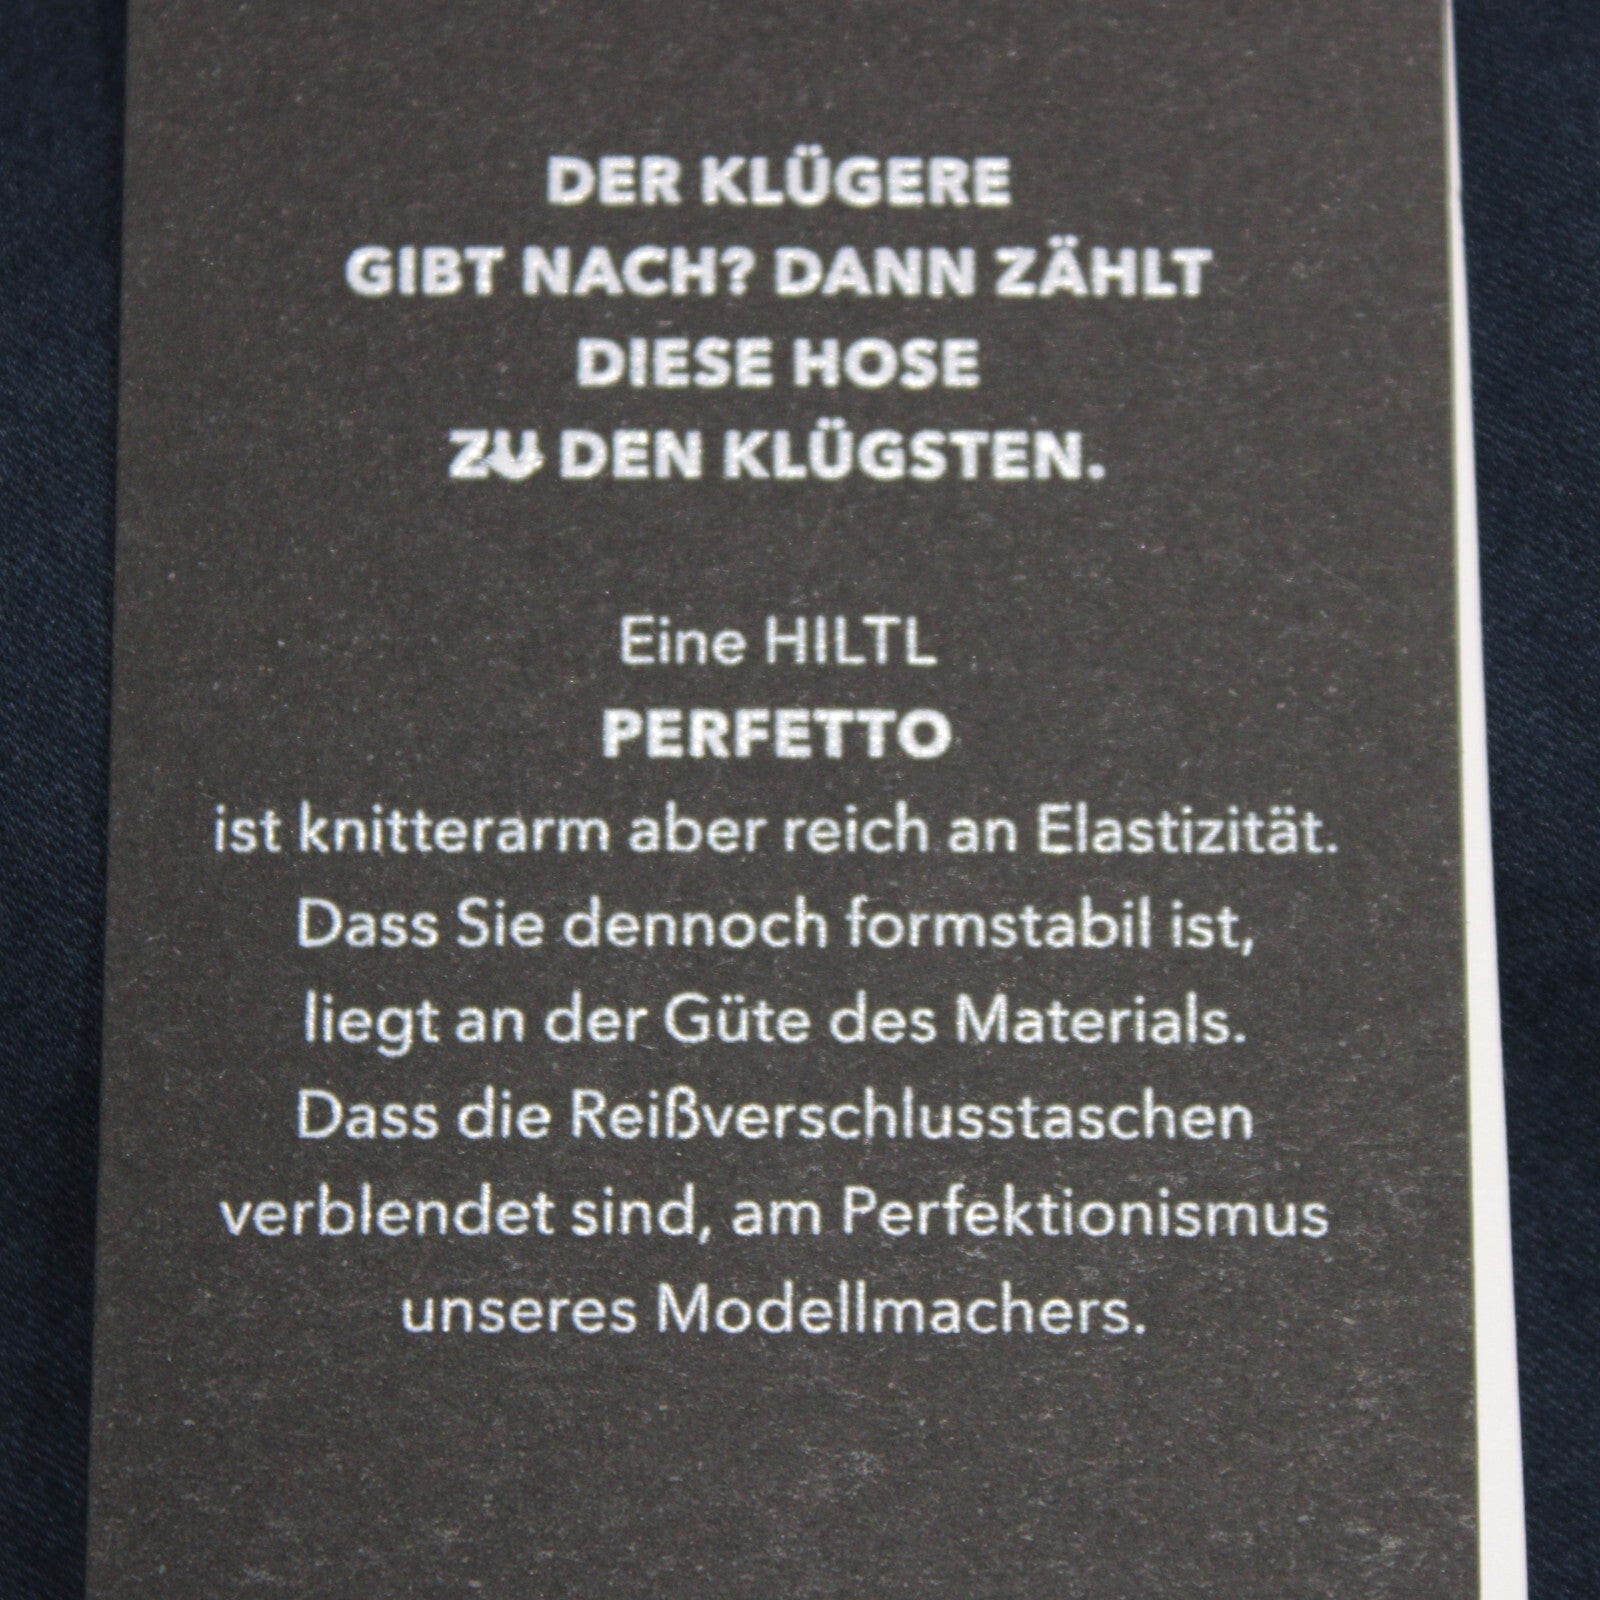 DER KLÜGERE
GIBT NACH? DANN ZÄHLT
DIESE HOSE
ZU DEN KLÜGSTEN.
Eine HILTL
PERFETTO
ist knitterarm aber reich an Elastizität.
Dass Sie dennoch formstabil ist,
liegt an der Güte des Materials.
Dass die Reißverschlusstaschen
verblendet sind, am Perfektionismus
unseres Modellmachers.